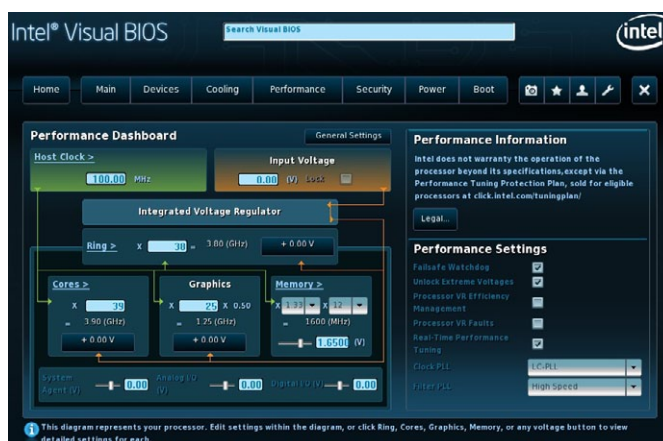 Intel® Visual BIOS
Search Visual BIOS
intel
Home
Main
Devices
Cooling
Performance
Security
Power
Boot
Performance Dashboard
General Settings
Host Clock >
100.00 MHz
Input Voltage
0.00 (V) Lock
Integrated Voltage Regulator
Ring >
x 30 = 3.00 (GHz)
+ 0.00 V
Cores >
x 39
= 3.90 (GHz)
+ 0.00 V
Graphics
x 25 x 0.50
= 1.25 (GHz)
+ 0.00 V
Memory >
x 1.33 x 12
= 1600 (MHz)
1.6500 (V)
System
Agent (V)
0.00
Analog I/O
(V)
0.00
Digital I/O (V)
0.00
Performance Information
Intel does not warranty the operation of the
processor beyond its specifications,except via the
Performance Tuning Protection Plan, sold for eligible
processors at click.intel.com/tuningplan/
Legal...
Performance Settings
Failsafe Watchdog
Unlock Extreme Voltages
Processor VR Efficiency
Management
Processor VR Faults
Real-Time Performance
Tuning
Clock PLL
LC-PLL
Filter PLL
High Speed
This diagram represents your processor. Edit settings within the diagram, or click Ring, Cores, Graphics, Memory, or any voltage button to view
detailed settings for each